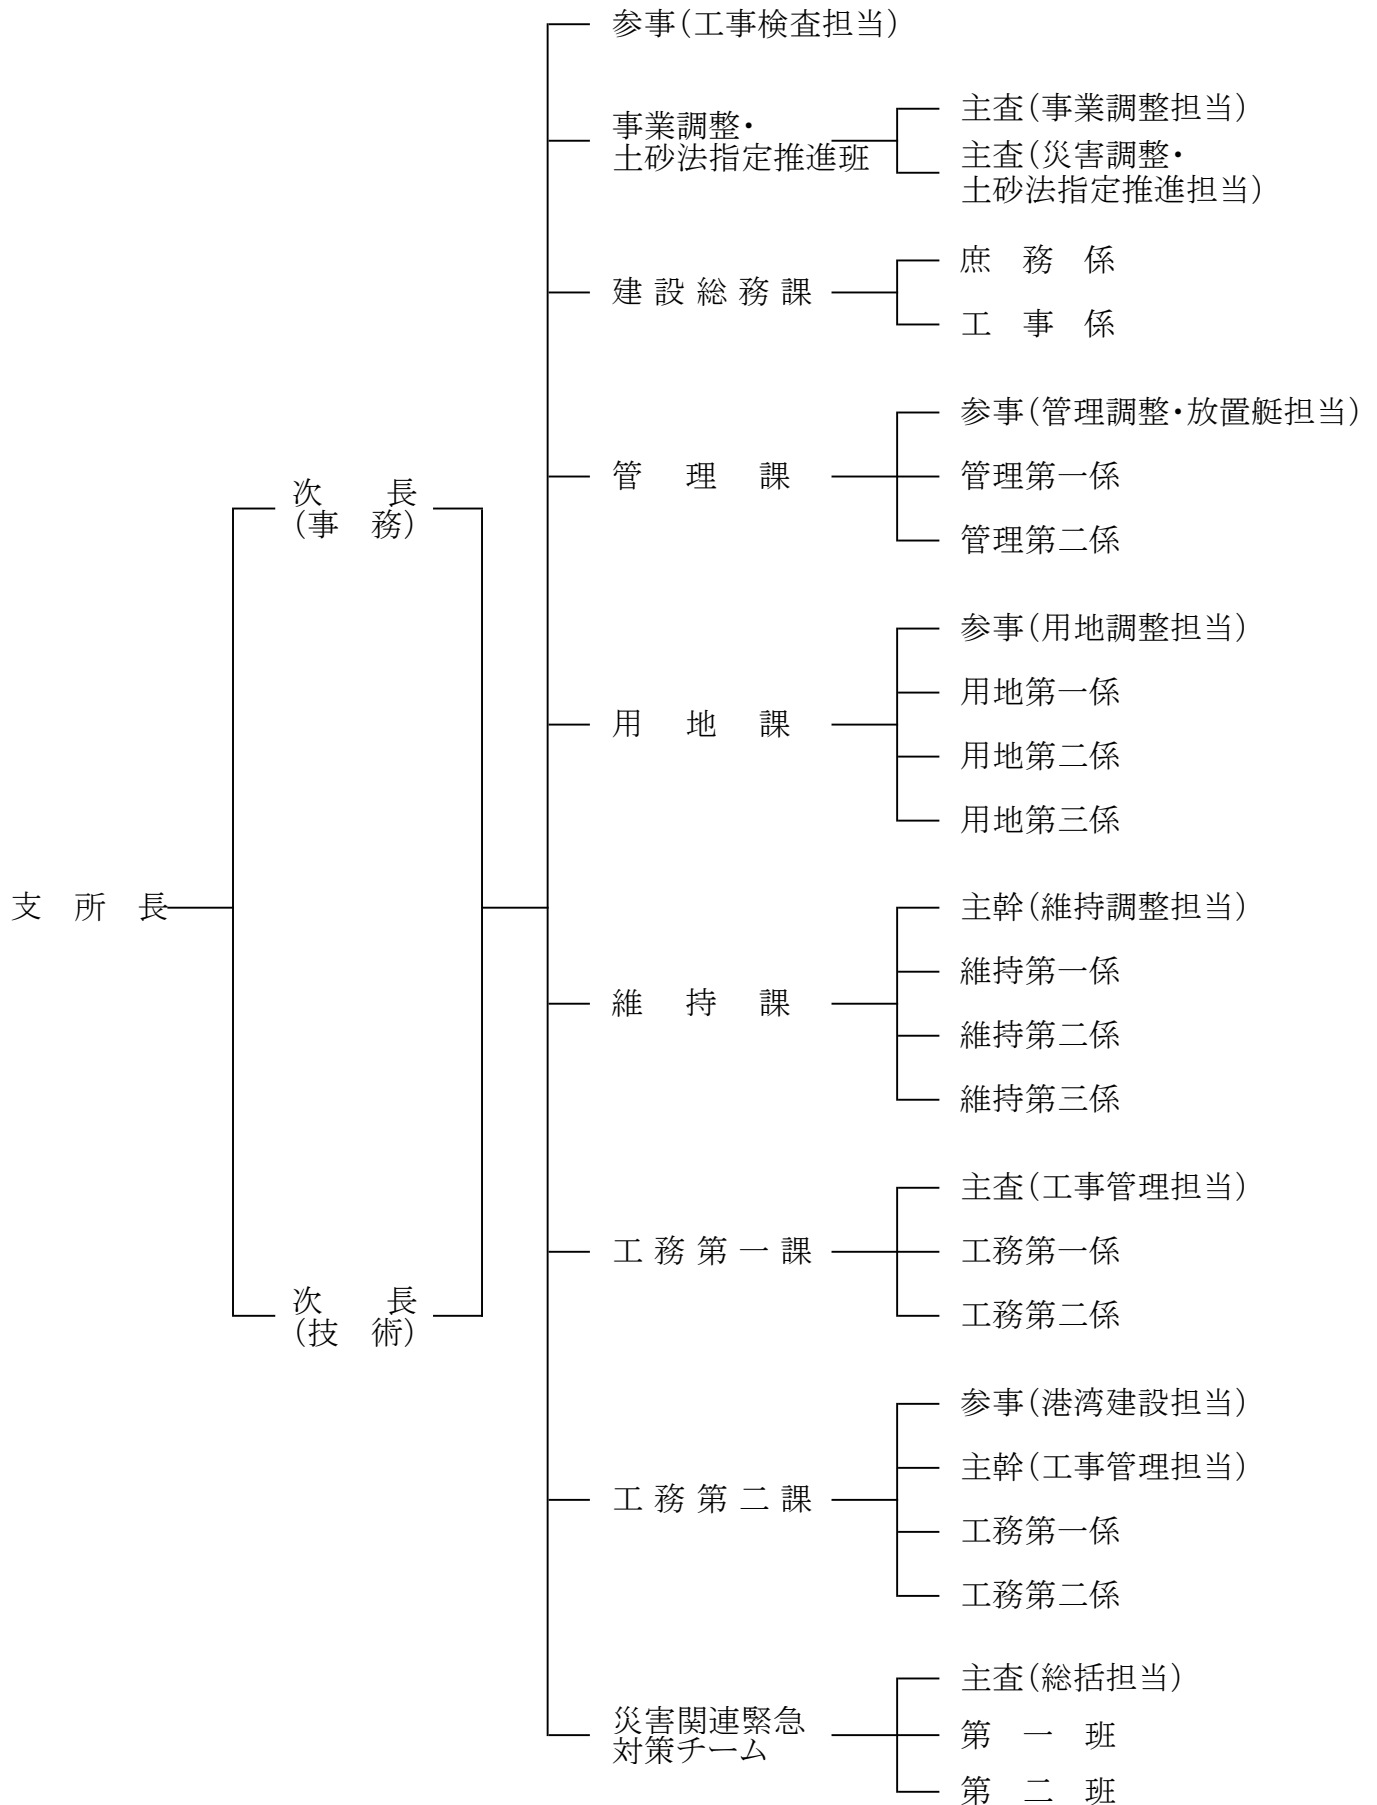 参事(工事検査担当)
事業調整・
土砂法指定推進班
主査(事業調整担当)
主査(災害調整・
土砂法指定推進担当)
建設総務課
庶務係
工事係
管理課
参事(管理調整・放置艇担当)
管理第一係
管理第二係
次長
(事務)
用地課
参事(用地調整担当)
用地第一係
用地第二係
用地第三係
支所長
維持課
主幹(維持調整担当)
維持第一係
維持第二係
維持第三係
工務第一課
主査(工事管理担当)
工務第一係
工務第二係
次長
(技術)
工務第二課
参事(港湾建設担当)
主幹(工事管理担当)
工務第一係
工務第二係
災害関連緊急
対策チーム
主査(総括担当)
第一班
第二班